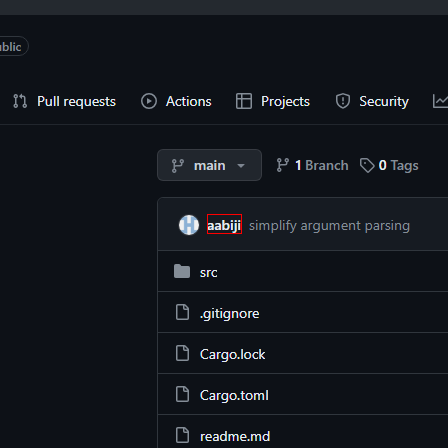 ublic
Pull requests Actions Projects Security
main 1 Branch 0 Tags
aabiji simplify argument parsing
src
.gitignore
Cargo.lock
Cargo.toml
readme.md